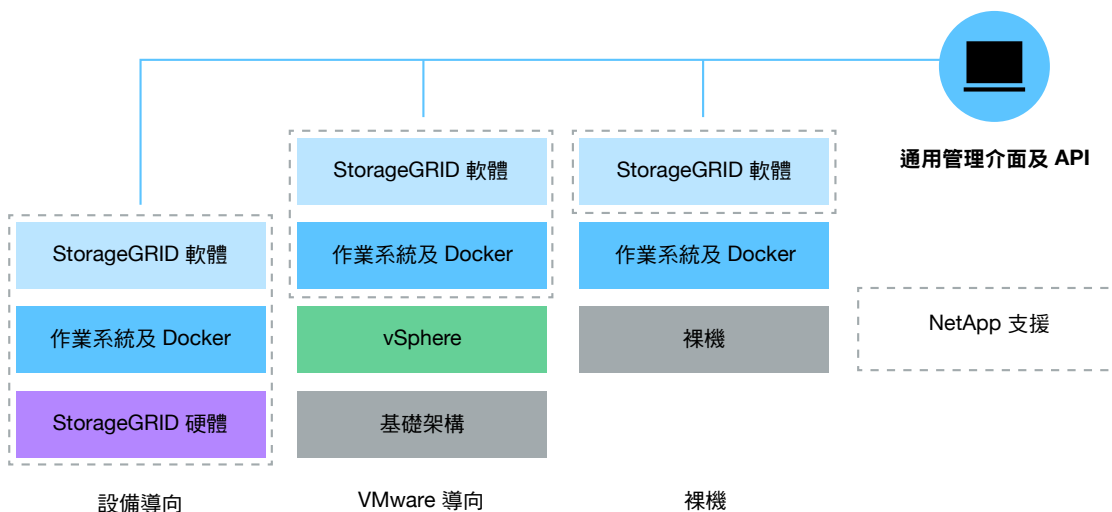 通用管理介面及 API
StorageGRID 軟體
作業系統及 Docker
StorageGRID 硬體
設備導向
StorageGRID 軟體
作業系統及 Docker
vSphere
基礎架構
VMware 導向
StorageGRID 軟體
作業系統及 Docker
裸機
裸機
NetApp 支援